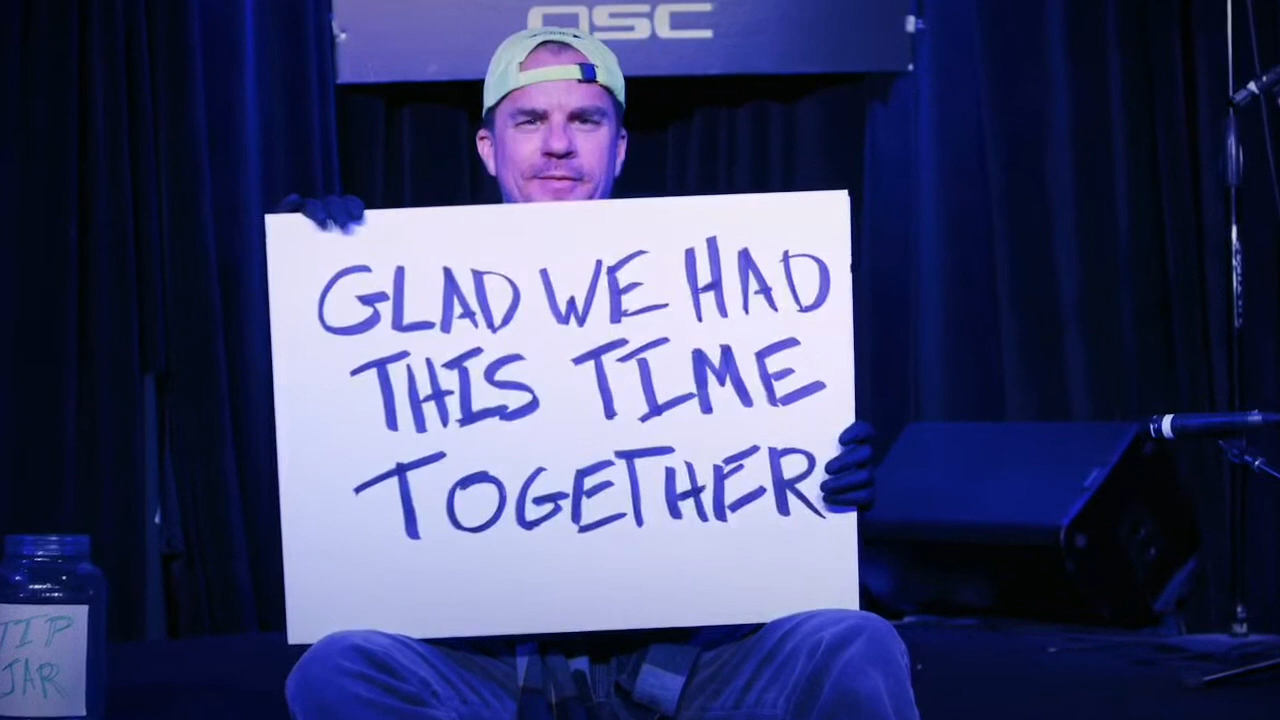 QSC
GLAD WE HAD
THIS TIME
TOGETHER
TIP
JAR